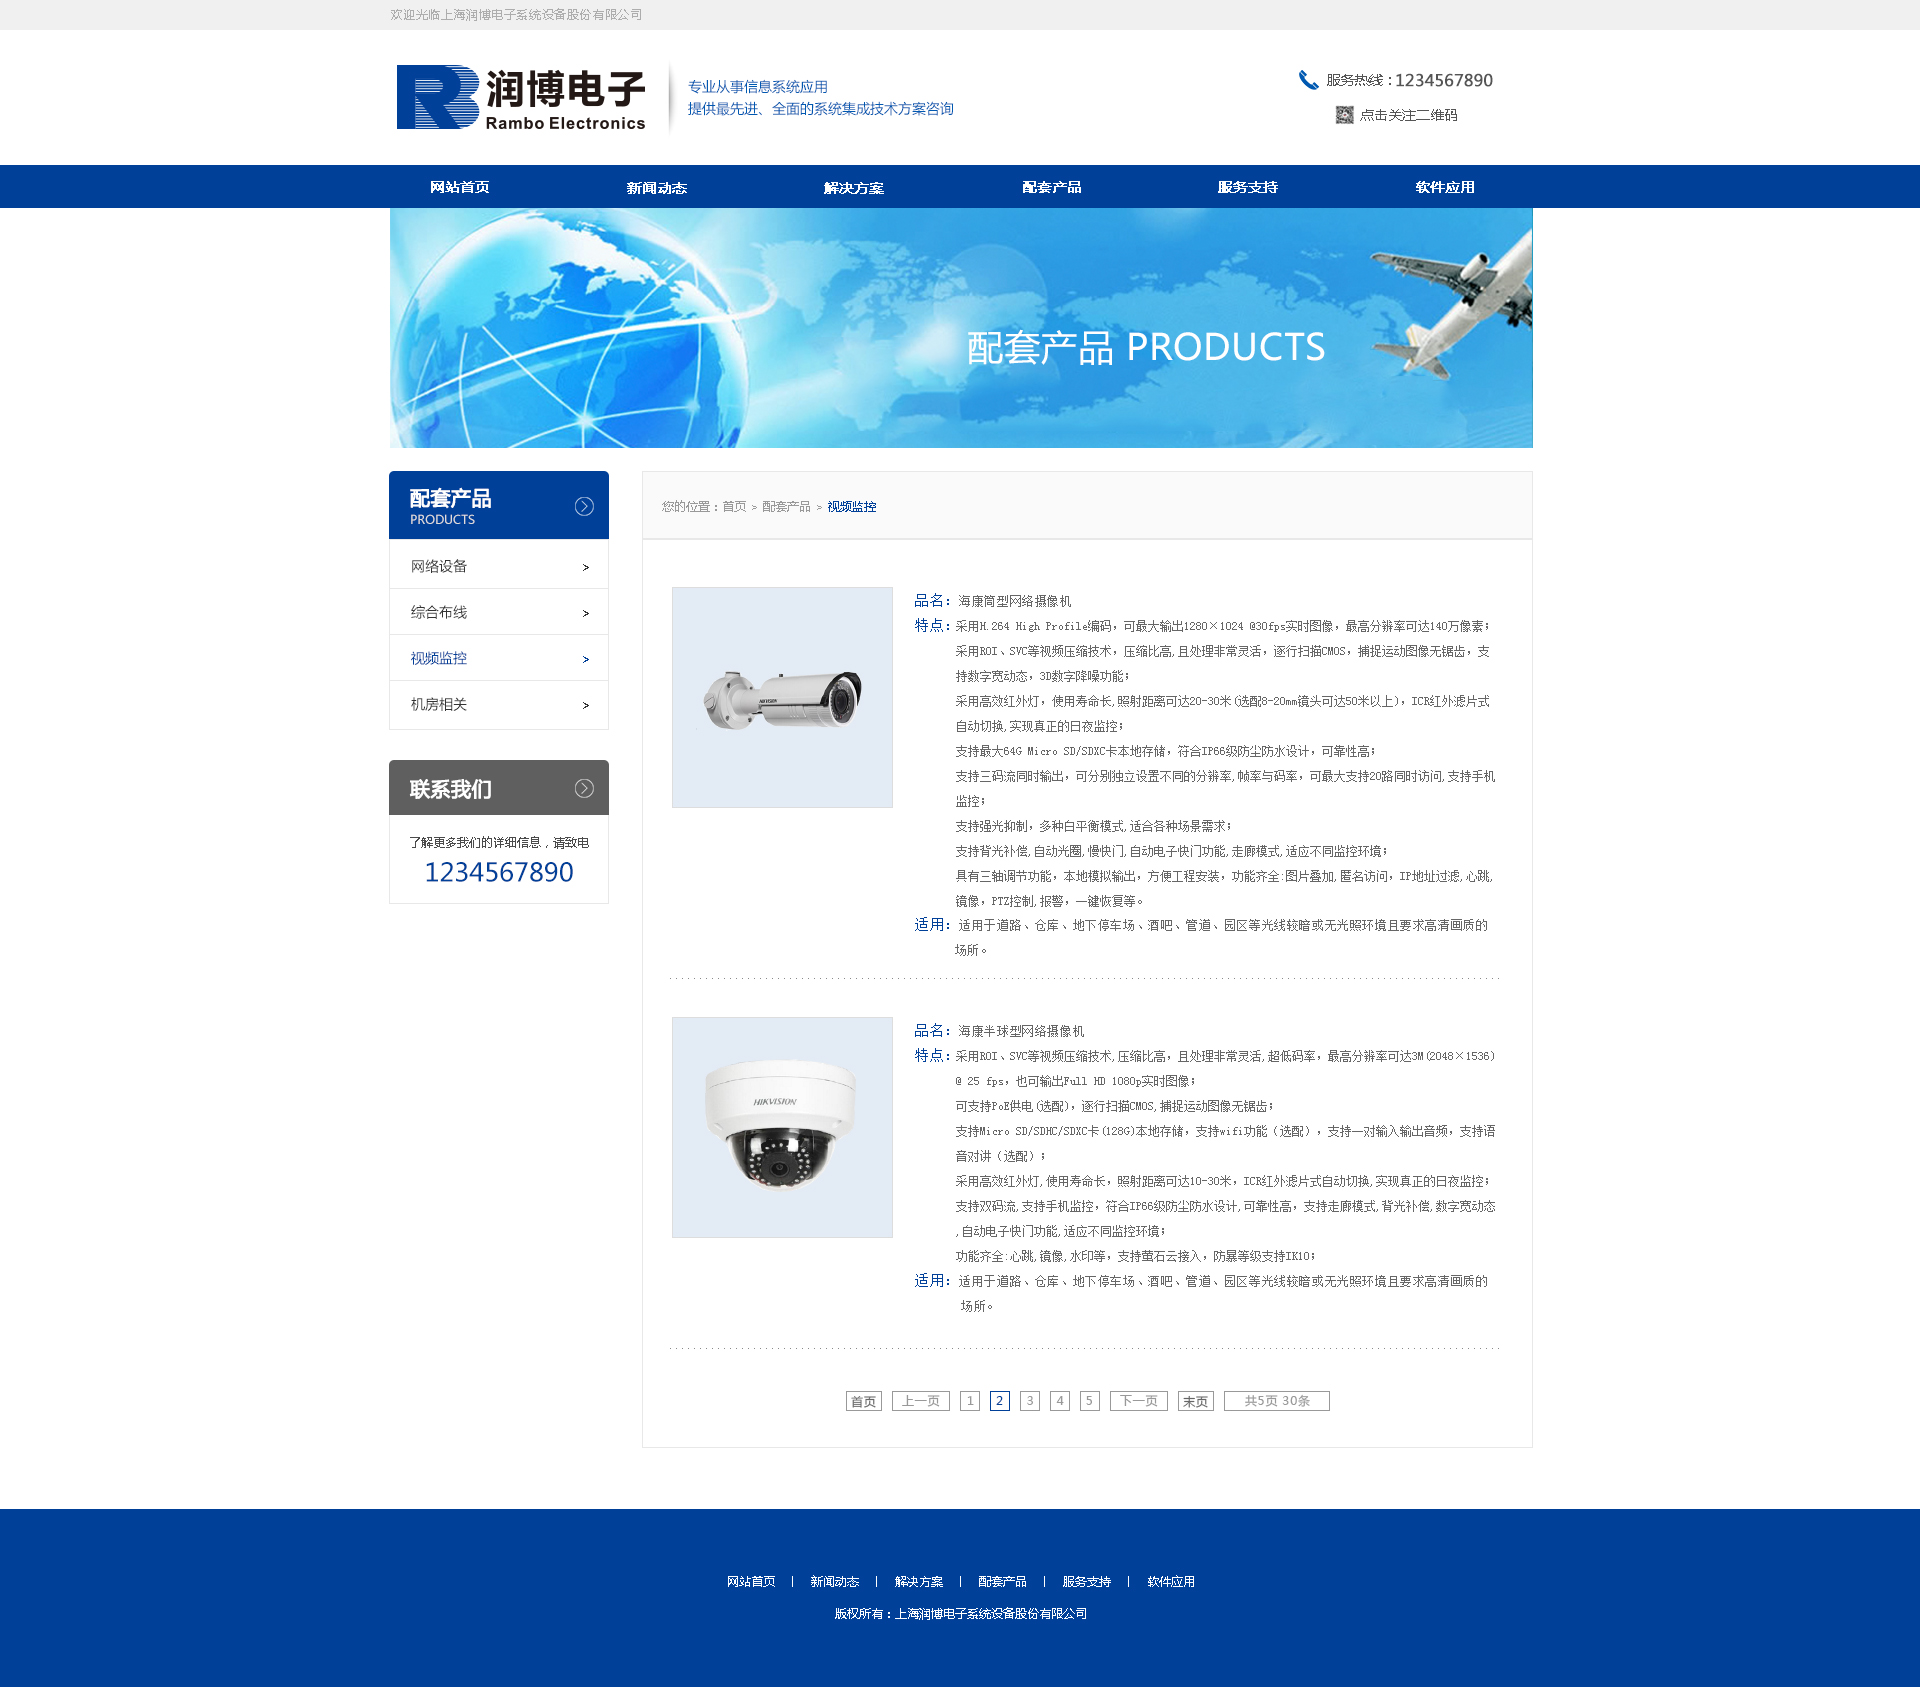 欢迎光临上海润博电子系统设备股份有限公司
润博电子
Rambo Electronics
专业从事信息系统应用
提供最先进、全面的系统集成技术方案咨询
服务热线：1234567890
点击关注二维码
网站首页 新闻动态 解决方案 配套产品 服务支持 软件应用
配套产品 PRODUCTS
配套产品
PRODUCTS
网络设备 >
综合布线 >
视频监控 >
机房相关 >
联系我们
了解更多我们的详细信息，请致电
1234567890
您的位置：首页 > 配套产品 > 视频监控
HIKVISION
品名：海康筒型网络摄像机
特点：采用H.264 High Profile编码，可最大输出1280×1024 @30fps实时图像，最高分辨率可达140万像素；
采用ROI、SVC等视频压缩技术，压缩比高,且处理非常灵活，逐行扫描CMOS，捕捉运动图像无锯齿，支
持数字宽动态，3D数字降噪功能；
采用高效红外灯，使用寿命长,照射距离可达20-30米(选配8-20mm镜头可达50米以上)，ICR红外滤片式
自动切换,实现真正的日夜监控；
支持最大64G Micro SD/SDXC卡本地存储，符合IP66级防尘防水设计，可靠性高；
支持三码流同时输出，可分别独立设置不同的分辨率,帧率与码率，可最大支持20路同时访问,支持手机
监控；
支持强光抑制，多种白平衡模式,适合各种场景需求；
支持背光补偿,自动光圈,慢快门,自动电子快门功能,走廊模式,适应不同监控环境；
具有三轴调节功能，本地模拟输出，方便工程安装，功能齐全:图片叠加,匿名访问，IP地址过滤,心跳,
镜像，PTZ控制,报警，一键恢复等。
适用：适用于道路、仓库、地下停车场、酒吧、管道、园区等光线较暗或无光照环境且要求高清画质的
场所。
HIKVISION
品名：海康半球型网络摄像机
特点：采用ROI、SVC等视频压缩技术,压缩比高，且处理非常灵活,超低码率，最高分辨率可达3M(2048×1536)
@ 25 fps，也可输出Full HD 1080p实时图像；
可支持PoE供电(选配)，逐行扫描CMOS,捕捉运动图像无锯齿；
支持Micro SD/SDHC/SDXC卡(128G)本地存储，支持wifi功能（选配），支持一对输入输出音频，支持语
音对讲（选配）；
采用高效红外灯,使用寿命长，照射距离可达10-30米，ICR红外滤片式自动切换,实现真正的日夜监控；
支持双码流,支持手机监控，符合IP66级防尘防水设计,可靠性高，支持走廊模式,背光补偿,数字宽动态
,自动电子快门功能,适应不同监控环境；
功能齐全:心跳,镜像,水印等，支持萤石云接入，防暴等级支持IK10；
适用：适用于道路、仓库、地下停车场、酒吧、管道、园区等光线较暗或无光照环境且要求高清画质的
场所。
首页 上一页 1 2 3 4 5 下一页 末页 共5页 30条
网站首页 | 新闻动态 | 解决方案 | 配套产品 | 服务支持 | 软件应用
版权所有：上海润博电子系统设备股份有限公司